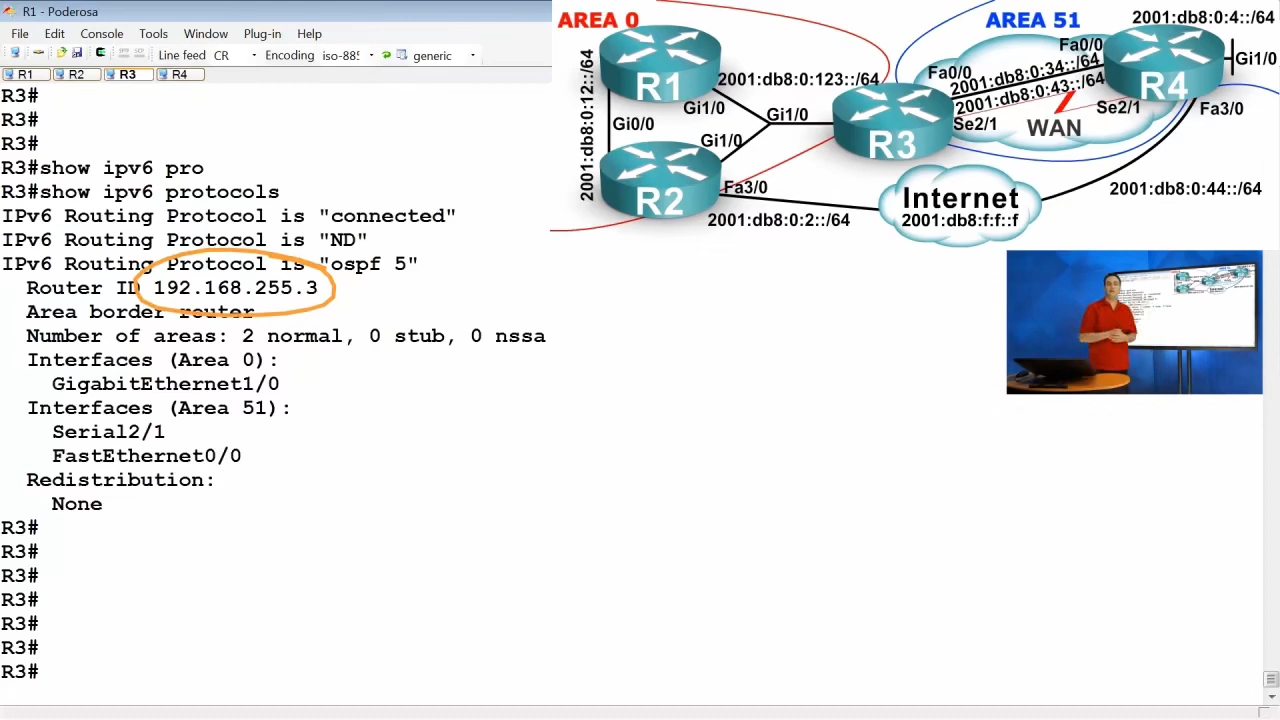 R1 - Poderosa
File Edit Console Tools Window Plug-in Help
Line feed CR Encoding iso-88! generic
R1 R2 R3 R4
R3#
R3#
R3#
R3#show ipv6 pro
R3#show ipv6 protocols
IPv6 Routing Protocol is "connected"
IPv6 Routing Protocol is "ND"
IPv6 Routing Protocol is "ospf 5"
Router ID 192.168.255.3
Area border router
Number of areas: 2 normal, 0 stub, 0 nssa
Interfaces (Area 0):
GigabitEthernet1/0
Interfaces (Area 51):
Serial2/1
FastEthernet0/0
Redistribution:
None
R3#
R3#
R3#
R3#
R3#
R3#
R3#
AREA 0
AREA 51
2001:db8:0:4::/64
R1
2001:db8:0:12::/64
Gi0/0
Gi1/0
2001:db8:0:123::/64
Gi1/0
Gi1/0
R2
Fa3/0
2001:db8:0:2::/64
R3
Fa0/0
Fa0/0
2001:db8:0:34::/64
2001:db8:0:43::/64
Se2/1
Se2/1
WAN
R4
Gi1/0
Fa3/0
2001:db8:0:44::/64
Internet
2001:db8:f:f::f